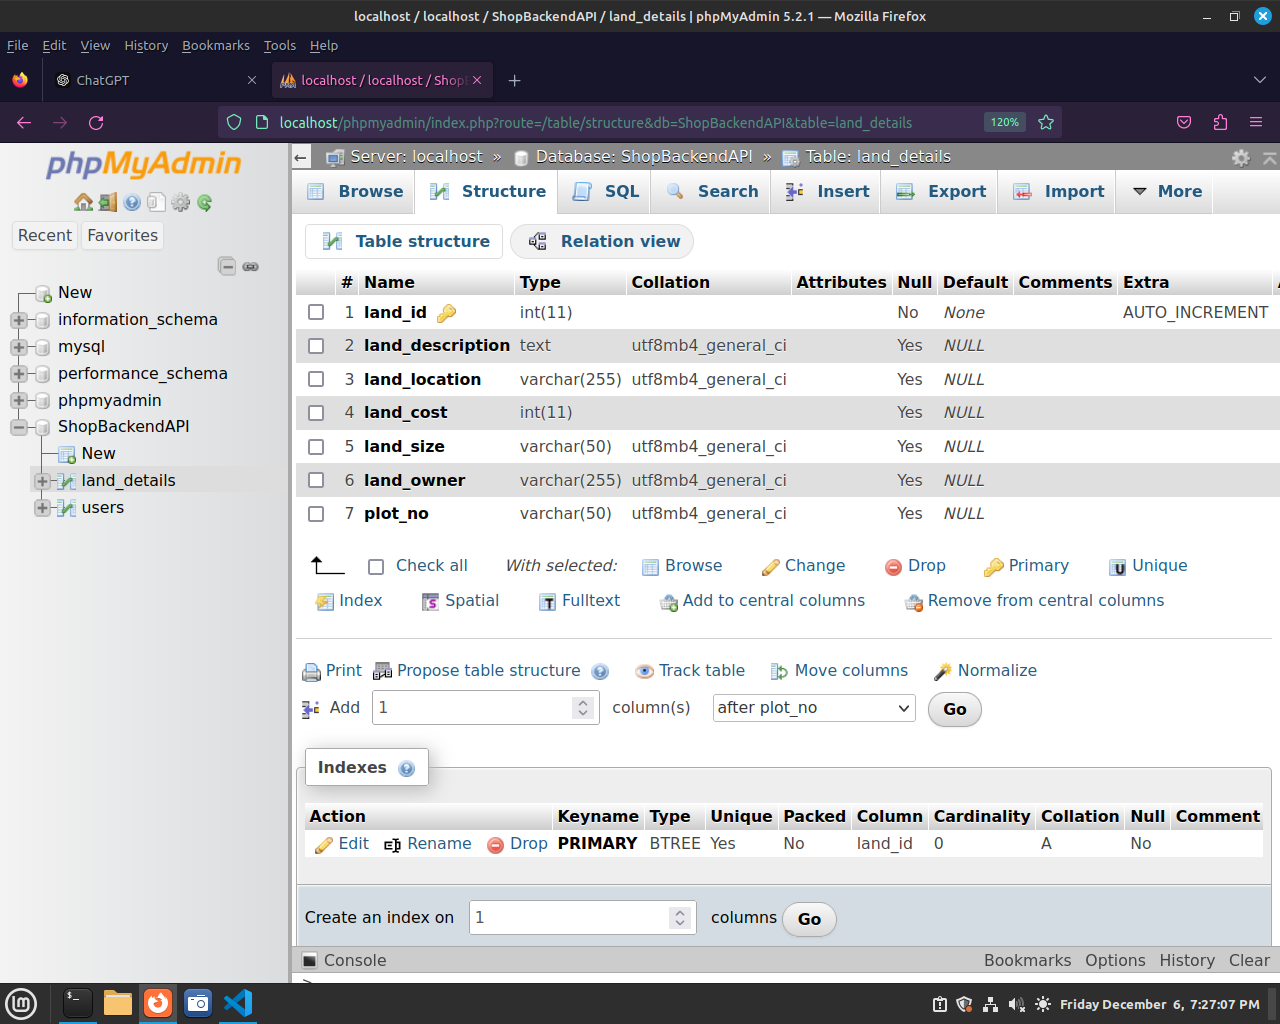 localhost / localhost / ShopBackendAPI / land_details | phpMyAdmin 5.2.1 — Mozilla Firefox
File Edit View History Bookmarks Tools Help
ChatGPT
localhost / localhost / Shop
localhost/phpmyadmin/index.php?route=/table/structure&db=ShopBackendAPI&table=land_details
120%
phpMyAdmin
Recent Favorites
New
information_schema
mysql
performance_schema
phpmyadmin
ShopBackendAPI
New
land_details
users
Server: localhost » Database: ShopBackendAPI » Table: land_details
Browse Structure SQL Search Insert Export Import More
Table structure Relation view
# Name Type Collation Attributes Null Default Comments Extra
1 land_id int(11) No None AUTO_INCREMENT
2 land_description text utf8mb4_general_ci Yes NULL
3 land_location varchar(255) utf8mb4_general_ci Yes NULL
4 land_cost int(11) Yes NULL
5 land_size varchar(50) utf8mb4_general_ci Yes NULL
6 land_owner varchar(255) utf8mb4_general_ci Yes NULL
7 plot_no varchar(50) utf8mb4_general_ci Yes NULL
Check all With selected: Browse Change Drop Primary Unique
Index Spatial Fulltext Add to central columns Remove from central columns
Print Propose table structure Track table Move columns Normalize
Add 1 column(s) after plot_no Go
Indexes
Action Keyname Type Unique Packed Column Cardinality Collation Null Comment
Edit Rename Drop PRIMARY BTREE Yes No land_id 0 A No
Create an index on 1 columns Go
Console Bookmarks Options History Clear
>
Friday December 6, 7:27:07 PM